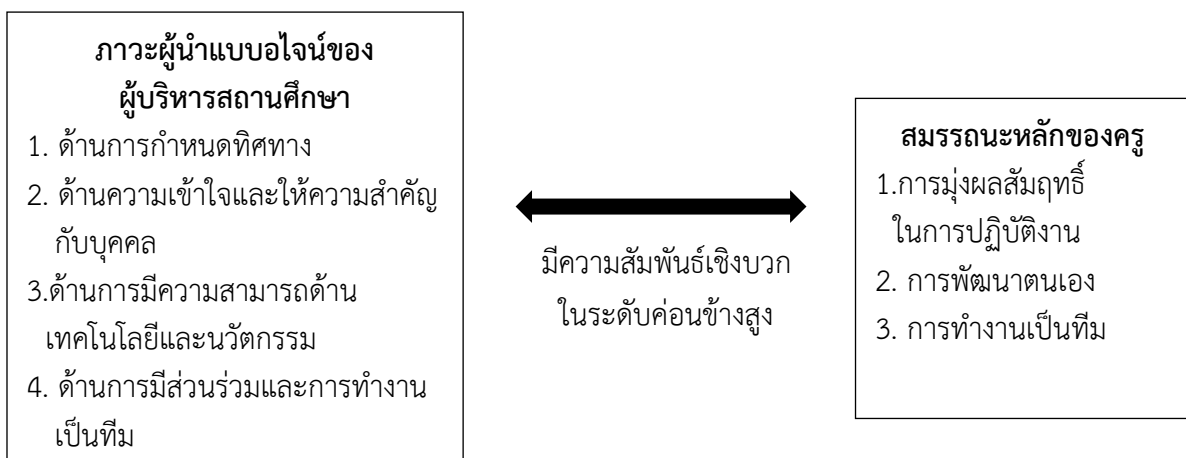 ภาวะผู้นำแบบอไจน์ของ
ผู้บริหารสถานศึกษา
1. ด้านการกำหนดทิศทาง
2. ด้านความเข้าใจและให้ความสำคัญ
กับบุคคล
3.ด้านการมีความสามารถด้าน
เทคโนโลยีและนวัตกรรม
4. ด้านการมีส่วนร่วมและการทำงาน
เป็นทีม
มีความสัมพันธ์เชิงบวก
ในระดับค่อนข้างสูง
สมรรถนะหลักของครู
1.การมุ่งผลสัมฤทธิ์
ในการปฏิบัติงาน
2. การพัฒนาตนเอง
3. การทำงานเป็นทีม